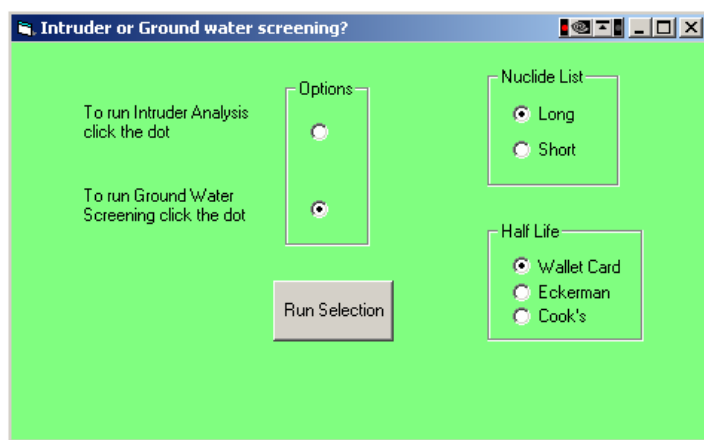 Intruder or Ground water screening?
Options
To run Intruder Analysis
click the dot
To run Ground Water
Screening click the dot
Run Selection
Nuclide List
Long
Short
Half Life
Wallet Card
Eckerman
Cook's